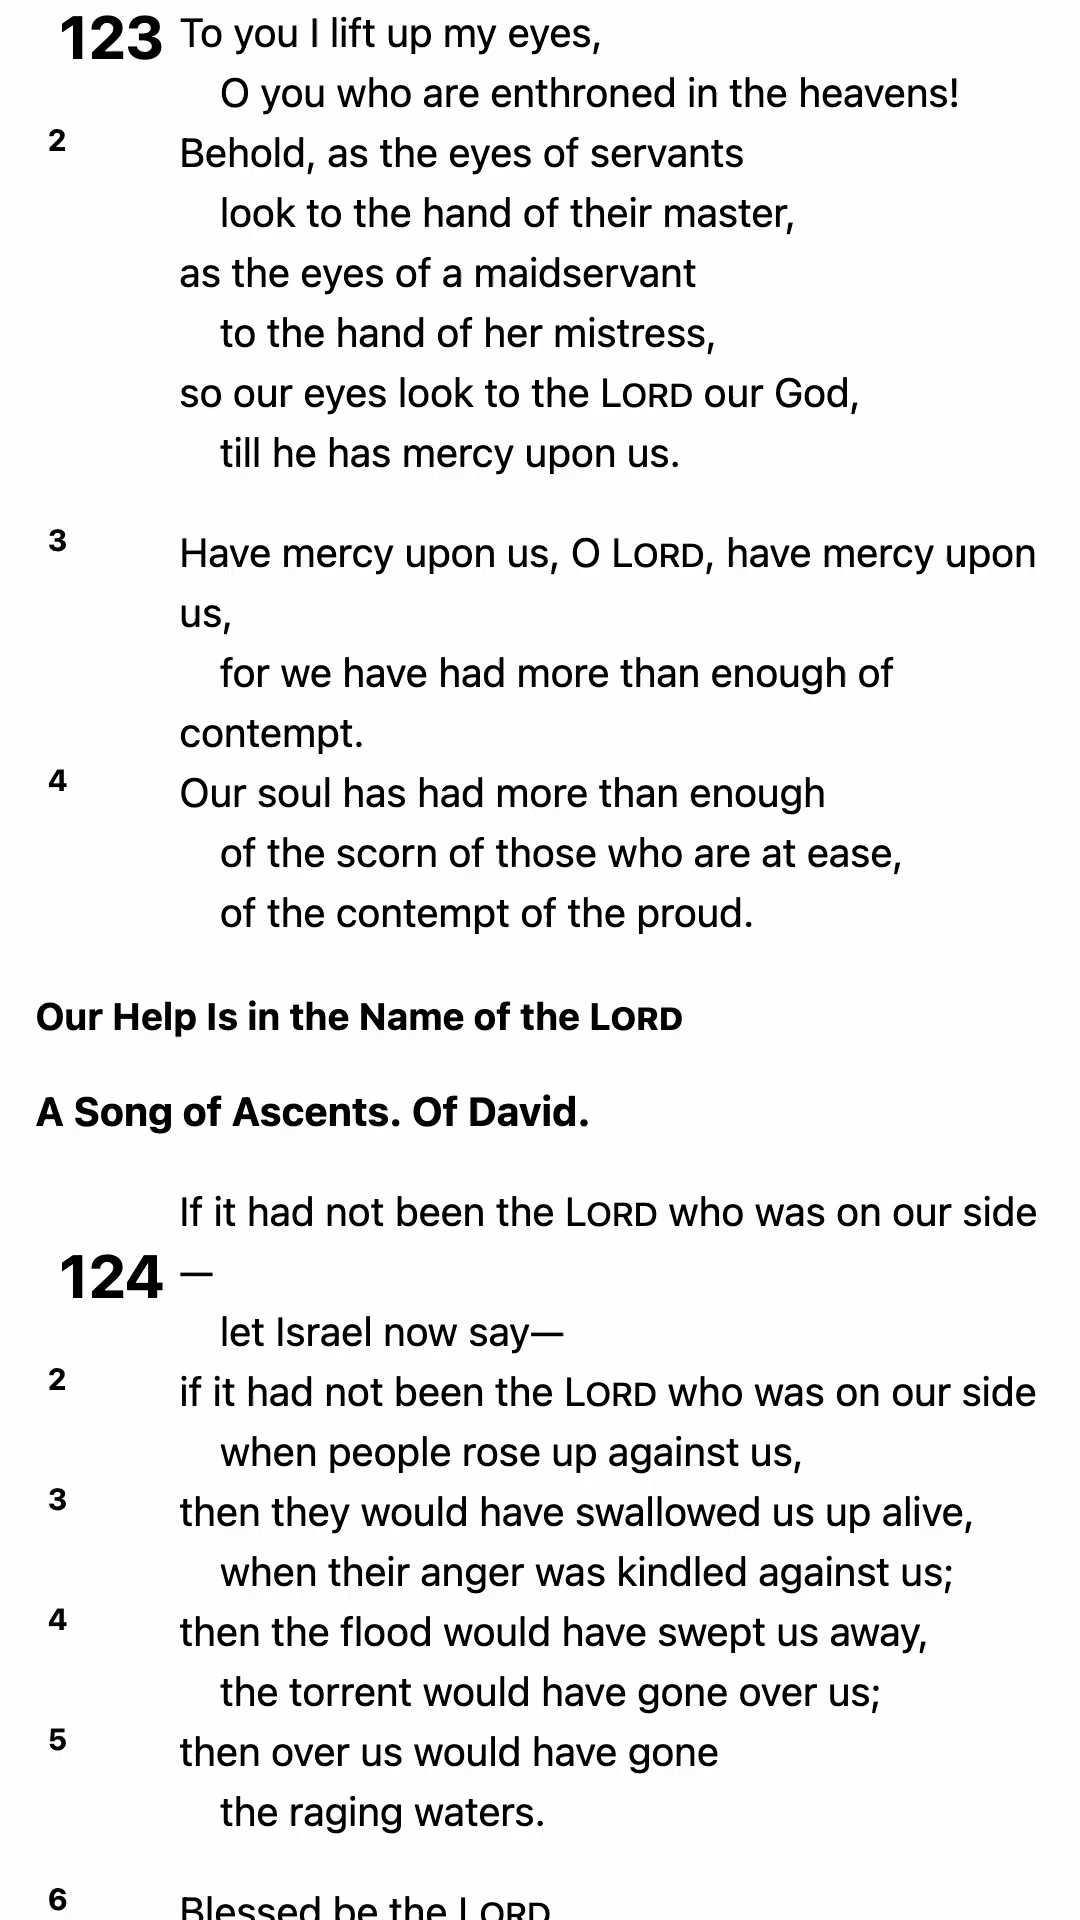 123 To you I lift up my eyes,
O you who are enthroned in the heavens!
2 Behold, as the eyes of servants
look to the hand of their master,
as the eyes of a maidservant
to the hand of her mistress,
so our eyes look to the LORD our God,
till he has mercy upon us.
3 Have mercy upon us, O LORD, have mercy upon
us,
for we have had more than enough of
contempt.
4 Our soul has had more than enough
of the scorn of those who are at ease,
of the contempt of the proud.
Our Help Is in the Name of the LORD
A Song of Ascents. Of David.
If it had not been the LORD who was on our side
124 —
let Israel now say—
2 if it had not been the LORD who was on our side
when people rose up against us,
3 then they would have swallowed us up alive,
when their anger was kindled against us;
4 then the flood would have swept us away,
the torrent would have gone over us;
5 then over us would have gone
the raging waters.
6 Blessed be the LORD